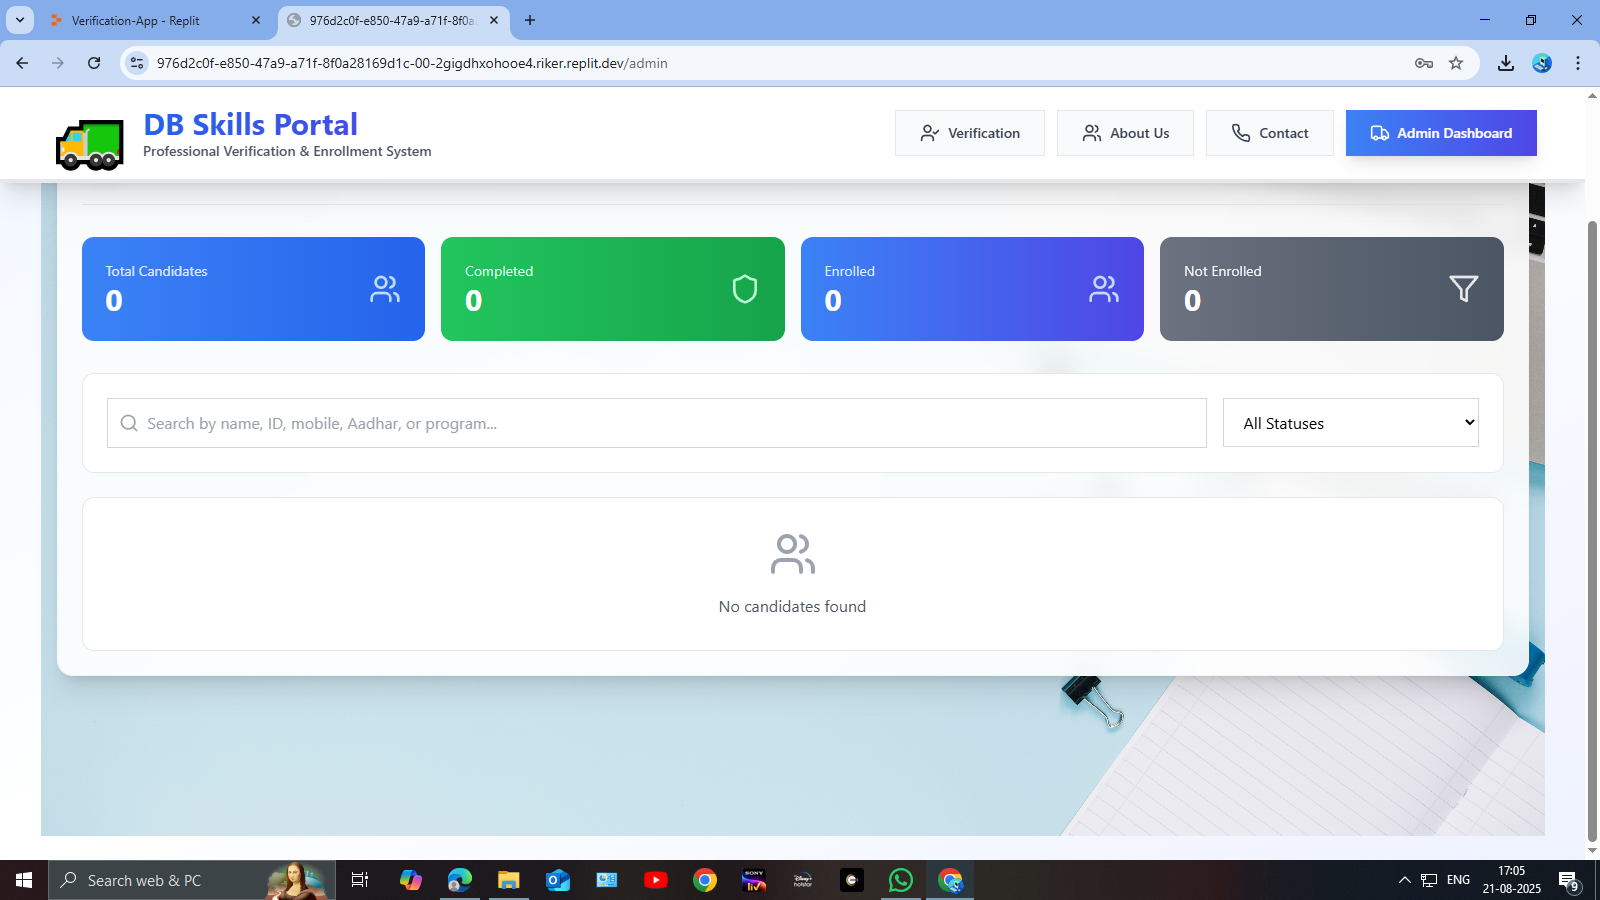 Verification-App - Replit
976d2c0f-e850-47a9-a71f-8f0a
976d2c0f-e850-47a9-a71f-8f0a28169d1c-00-2gigdhxohooe4.riker.replit.dev/admin
DB Skills Portal
Professional Verification & Enrollment System
Verification
About Us
Contact
Admin Dashboard
Total Candidates
0
Completed
0
Enrolled
0
Not Enrolled
0
Search by name, ID, mobile, Aadhar, or program...
All Statuses
No candidates found
Search web & PC
SONY
liv
hotstar
ENG
17:05
21-08-2025
9